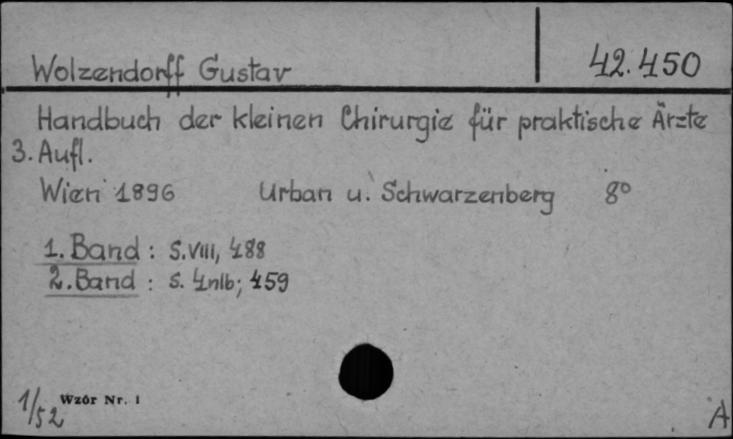 Wolzendorff Gustav 42.450
Handbuch der kleinen Chirurgie für praktische Ärzte
3. Aufl.
Wien 1896 Urban u. Schwarzenberg 8°
1. Band: S.VIII, 488
2. Band: S. 4nlb; 459
1/52 Wzór Nr. 1 A